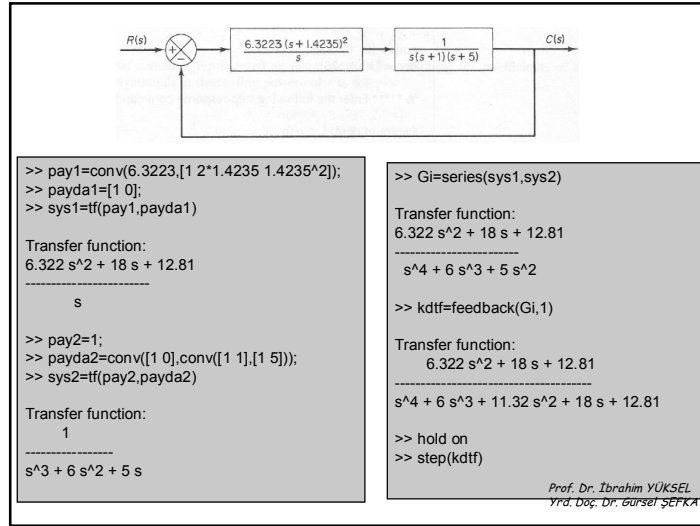 R(s)
+
−
6.3223 (s + 1.4235)²
s
1
s(s + 1)(s + 5)
C(s)
>> pay1=conv(6.3223,[1 2*1.4235 1.4235^2]);
>> payda1=[1 0];
>> sys1=tf(pay1,payda1)
Transfer function:
6.322 s^2 + 18 s + 12.81
------------------------
s
>> pay2=1;
>> payda2=conv([1 0],conv([1 1],[1 5]));
>> sys2=tf(pay2,payda2)
Transfer function:
1
-----------------
s^3 + 6 s^2 + 5 s
>> Gi=series(sys1,sys2)
Transfer function:
6.322 s^2 + 18 s + 12.81
------------------------
s^4 + 6 s^3 + 5 s^2
>> kdtf=feedback(Gi,1)
Transfer function:
6.322 s^2 + 18 s + 12.81
---------------------------------------
s^4 + 6 s^3 + 11.32 s^2 + 18 s + 12.81
>> hold on
>> step(kdtf)
Prof. Dr. İbrahim YÜKSEL
Yrd. Doç. Dr. Gürsel ŞEFKA